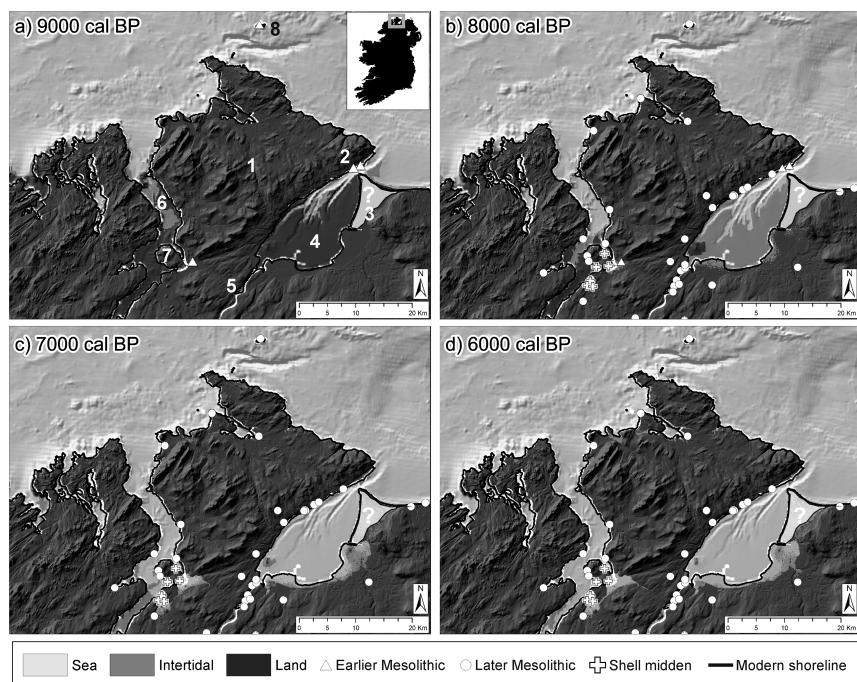 a) 9000 cal BP
8
1
2
?
3
6
4
7
5
N
0 5 10 20 Km
b) 8000 cal BP
?
N
0 5 10 20 Km
c) 7000 cal BP
?
N
0 5 10 20 Km
d) 6000 cal BP
?
N
0 5 10 20 Km
Sea Intertidal Land Earlier Mesolithic Later Mesolithic Shell midden Modern shoreline